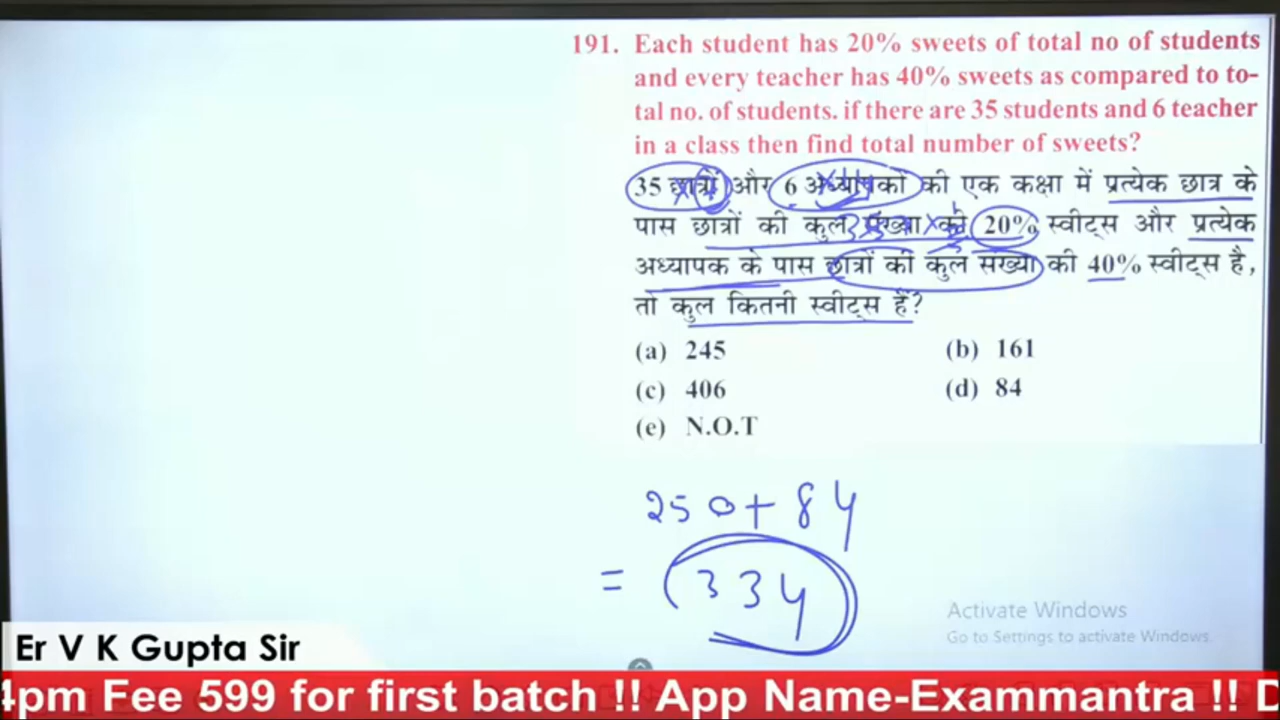 191. Each student has 20% sweets of total no of students
and every teacher has 40% sweets as compared to to-
tal no. of students. if there are 35 students and 6 teacher
in a class then find total number of sweets?
35 छात्रों और 6 अध्यापकों की एक कक्षा में प्रत्येक छात्र के
पास छात्रों की कुल संख्या की 20% स्वीट्स और प्रत्येक
अध्यापक के पास छात्रों की कुल संख्या की 40% स्वीट्स है,
तो कुल कितनी स्वीट्स हैं?
(a) 245 (b) 161
(c) 406 (d) 84
(e) N.O.T
250+84
= 334
Activate Windows
Go to Settings to activate Windows.
Er V K Gupta Sir
4pm Fee 599 for first batch !! App Name-Exammantra !! D